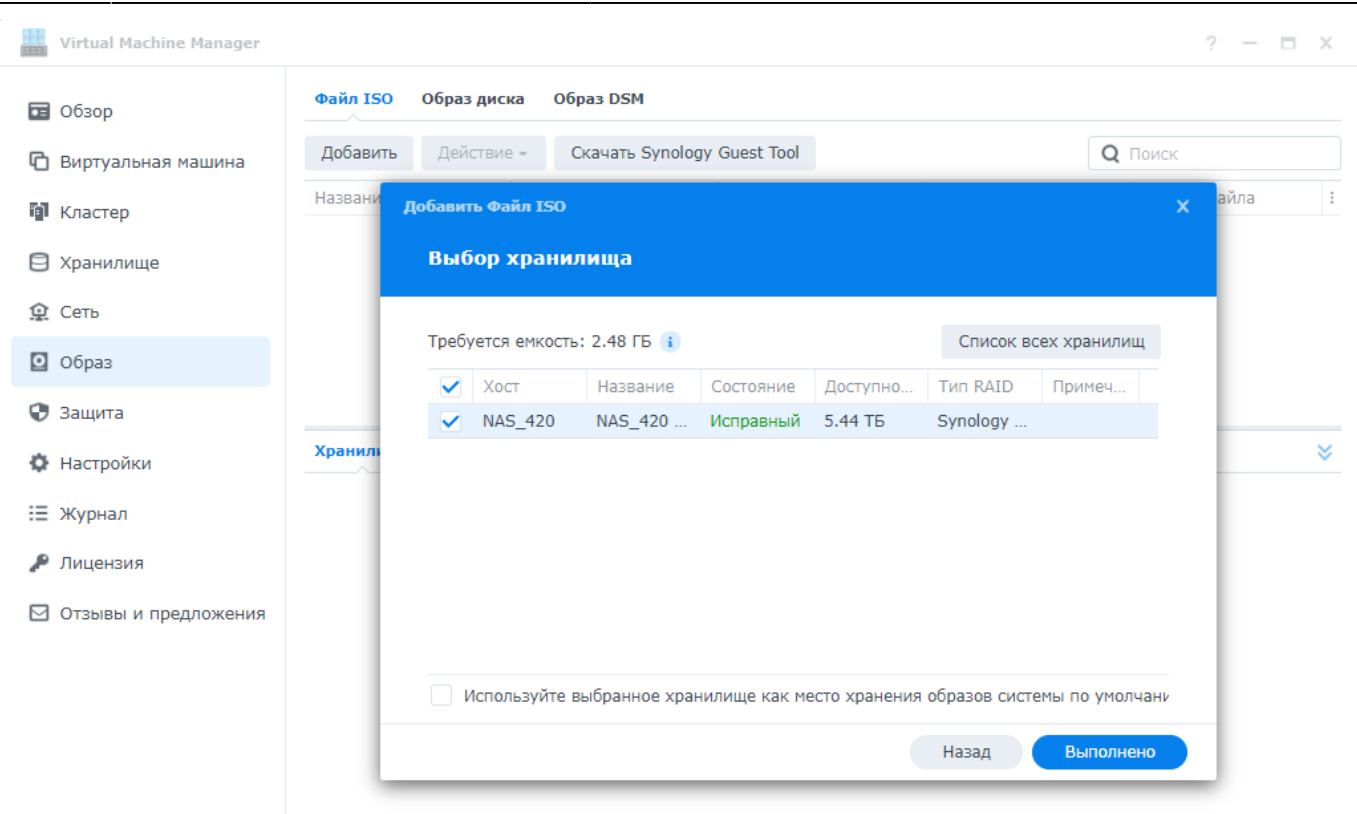 Virtual Machine Manager
?
Обзор
Виртуальная машина
Кластер
Хранилище
Сеть
Образ
Защита
Настройки
Журнал
Лицензия
Отзывы и предложения
Файл ISO Образ диска Образ DSM
Добавить Действие Скачать Synology Guest Tool Поиск
Названи айла
Хранили
Добавить Файл ISO
Выбор хранилища
Требуется емкость: 2.48 ГБ i Список всех хранилищ
Хост Название Состояние Доступно... Тип RAID Примеч...
NAS_420 NAS_420 ... Исправный 5.44 ТБ Synology ...
Используйте выбранное хранилище как место хранения образов системы по умолчани
Назад Выполнено